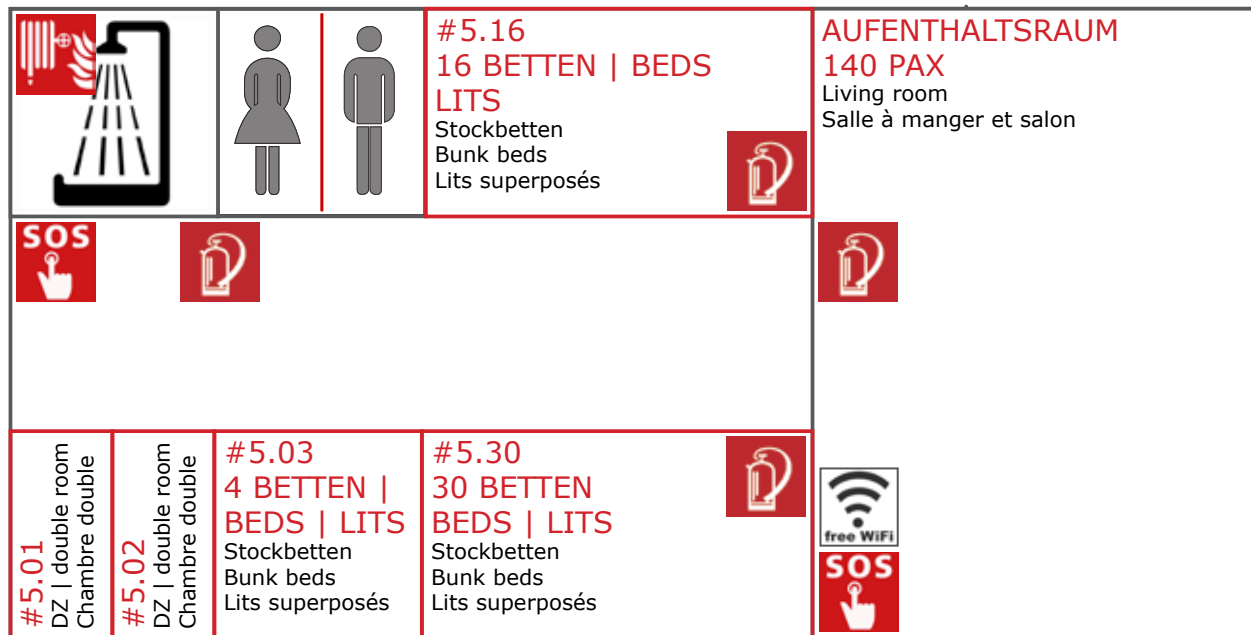 #5.16
16 BETTEN | BEDS
LITS
Stockbetten
Bunk beds
Lits superposés
AUFENTHALTSRAUM
140 PAX
Living room
Salle à manger et salon
SOS
#5.01
DZ | double room
Chambre double
#5.02
DZ | double room
Chambre double
#5.03
4 BETTEN |
BEDS | LITS
Stockbetten
Bunk beds
Lits superposés
#5.30
30 BETTEN
BEDS | LITS
Stockbetten
Bunk beds
Lits superposés
free WiFi
SOS